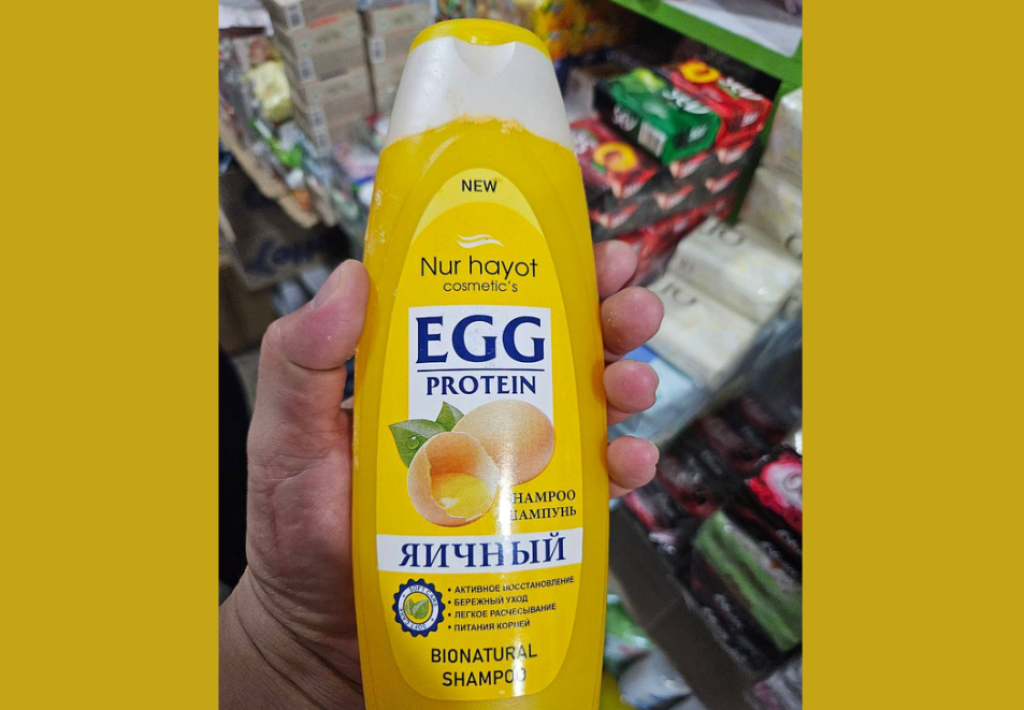 NEW
Nur hayot
cosmetic's
EGG
PROTEIN
SHAMPOO
ШАМПУНЬ
ЯИЧНЫЙ
• АКТИВНОЕ ВОССТАНОВЛЕНИЕ
• БЕРЕЖНЫЙ УХОД
• ЛЕГКОЕ РАСЧЕСЫВАНИЕ
• ПИТАНИЯ КОРНЕЙ
BIONATURAL
SHAMPOO